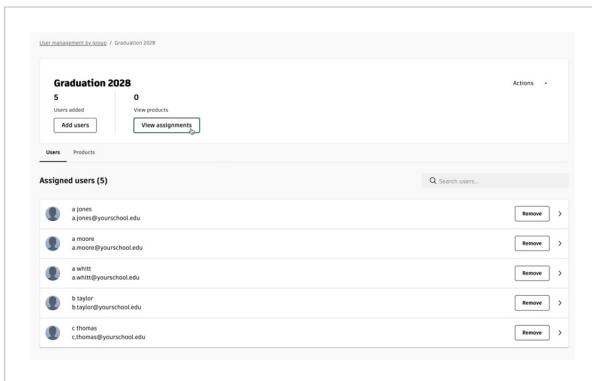 User management by group / Graduation 2028
Graduation 2028
Actions
5
0
Users added
View products
Add users
View assignments
Users
Products
Assigned users (5)
Search users...
a jones
a.jones@yourschool.edu
Remove
a moore
a.moore@yourschool.edu
Remove
a whitt
a.whitt@yourschool.edu
Remove
b taylor
b.taylor@yourschool.edu
Remove
c thomas
c.thomas@yourschool.edu
Remove